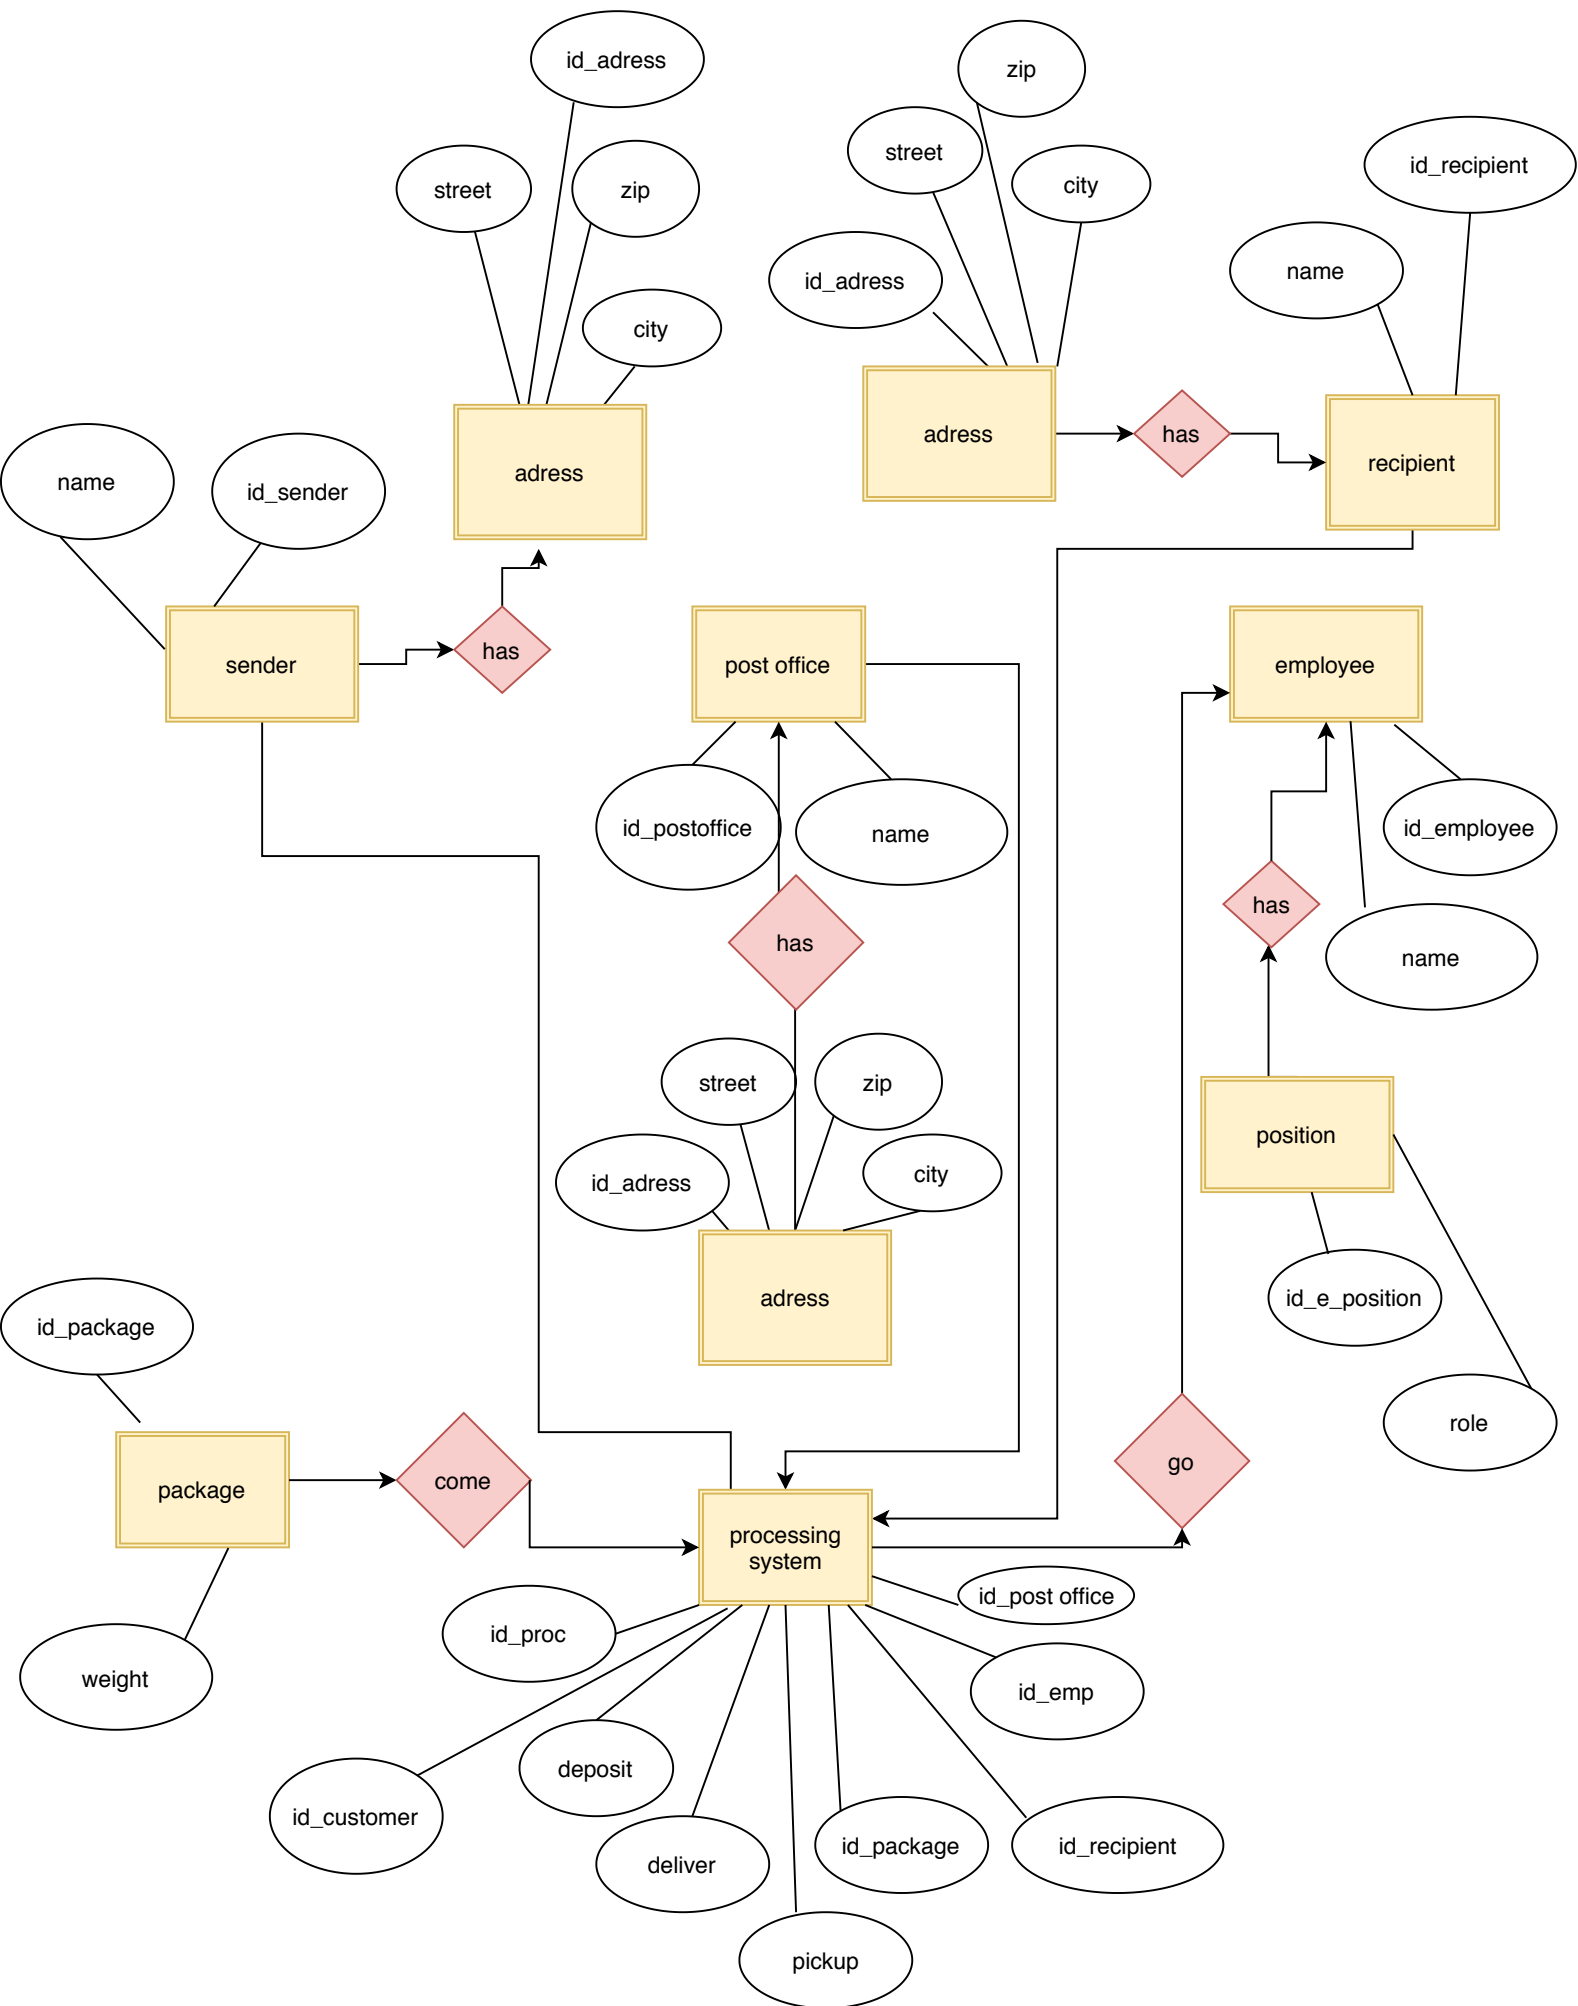 id_adress
zip
street
city
id_recipient
street
zip
name
id_adress
city
adress
has
recipient
name
id_sender
adress
sender
has
post office
employee
id_postoffice
name
id_employee
has
has
name
street
zip
position
id_adress
city
id_e_position
adress
id_package
role
package
come
go
processing
system
id_post office
id_proc
weight
id_emp
deposit
id_customer
deliver
id_package
id_recipient
pickup